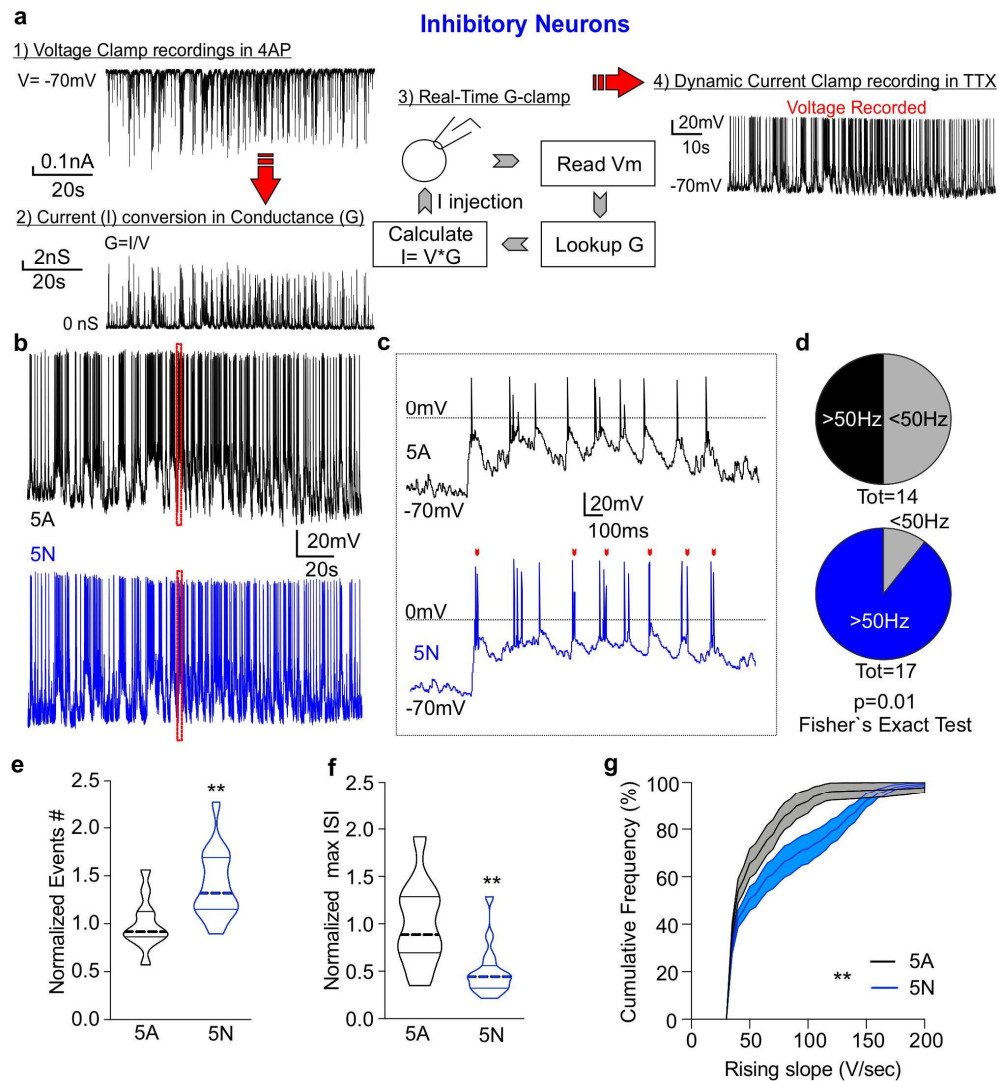 a
Inhibitory Neurons
1) Voltage Clamp recordings in 4AP
V= -70mV
0.1nA
20s
2) Current (I) conversion in Conductance (G)
G=I/V
2nS
20s
0 nS
3) Real-Time G-clamp
Read Vm
I injection
Calculate
I= V*G
Lookup G
4) Dynamic Current Clamp recording in TTX
Voltage Recorded
20mV
10s
-70mV
b
5A
20mV
20s
5N
c
0mV
5A
-70mV
20mV
100ms
0mV
5N
-70mV
d
>50Hz
<50Hz
Tot=14
<50Hz
>50Hz
Tot=17
p=0.01
Fisher`s Exact Test
e
Normalized Events #
2.5
2.0
1.5
1.0
0.5
0.0
**
5A
5N
f
Normalized max ISI
2.5
2.0
1.5
1.0
0.5
0.0
**
5A
5N
g
Cumulative Frequency (%)
100
80
60
40
20
0
**
5A
5N
0
50
100
150
200
Rising slope (V/sec)